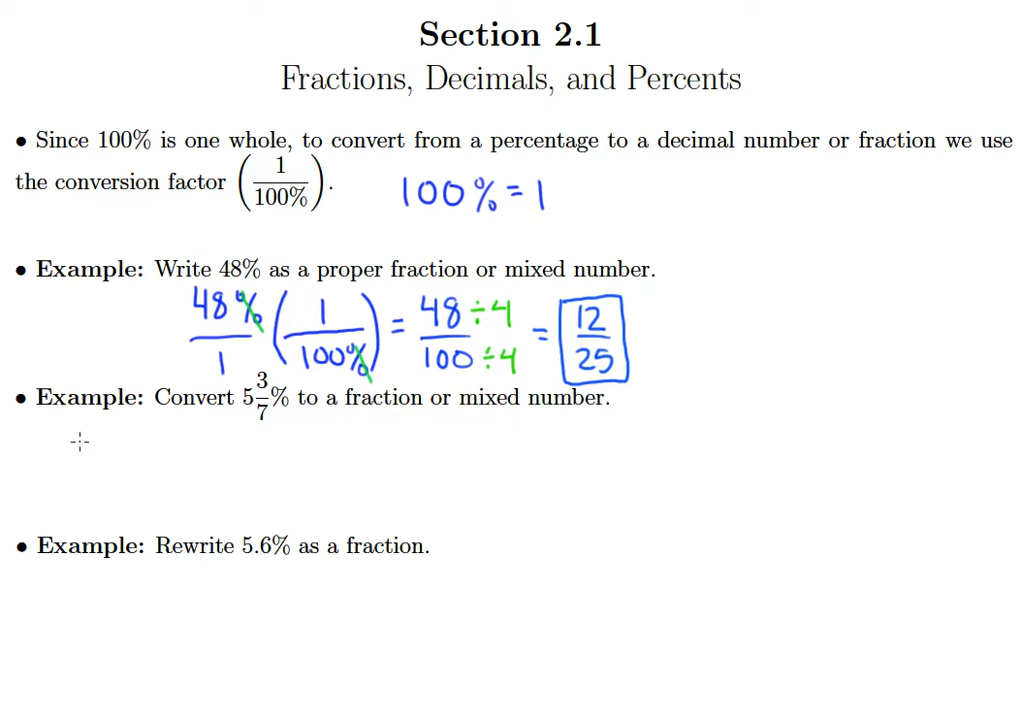 Section 2.1
Fractions, Decimals, and Percents
• Since 100% is one whole, to convert from a percentage to a decimal number or fraction we use
the conversion factor (1/100%). 100% = 1
• Example: Write 48% as a proper fraction or mixed number.
48%/1 (1/100%) = 48÷4/100÷4 = 12/25
• Example: Convert 5 3/7% to a fraction or mixed number.
• Example: Rewrite 5.6% as a fraction.